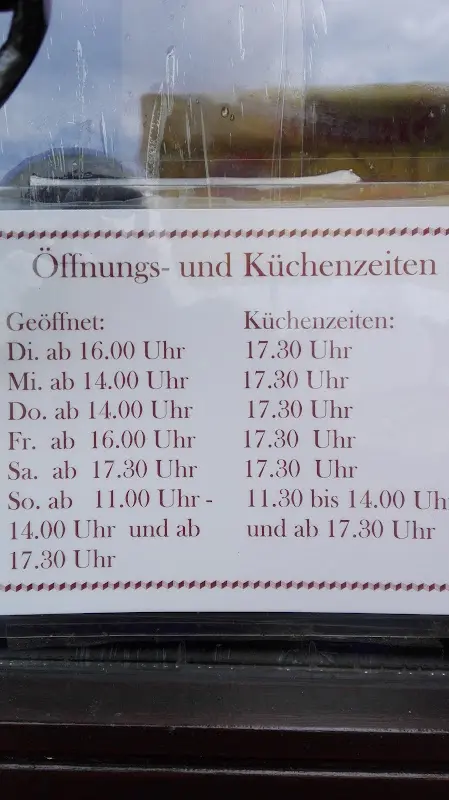 Öffnungs- und Küchenzeiten
Geöffnet: Küchenzeiten:
Di. ab 16.00 Uhr 17.30 Uhr
Mi. ab 14.00 Uhr 17.30 Uhr
Do. ab 14.00 Uhr 17.30 Uhr
Fr. ab 16.00 Uhr 17.30 Uhr
Sa. ab 17.30 Uhr 17.30 Uhr
So. ab 11.00 Uhr - 11.30 bis 14.00 Uhr
14.00 Uhr und ab und ab 17.30 Uhr
17.30 Uhr